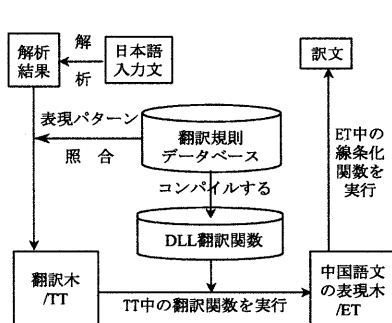 解析
結果
解
析
日本語
入力文
訳文
表現パターン
照 合
翻訳規則
データベース
コンパイルする
DLL翻訳関数
ET中の
線条化
関数を
実行
翻訳木
/TT
TT中の翻訳関数を実行
中国語文
の表現木
/ET